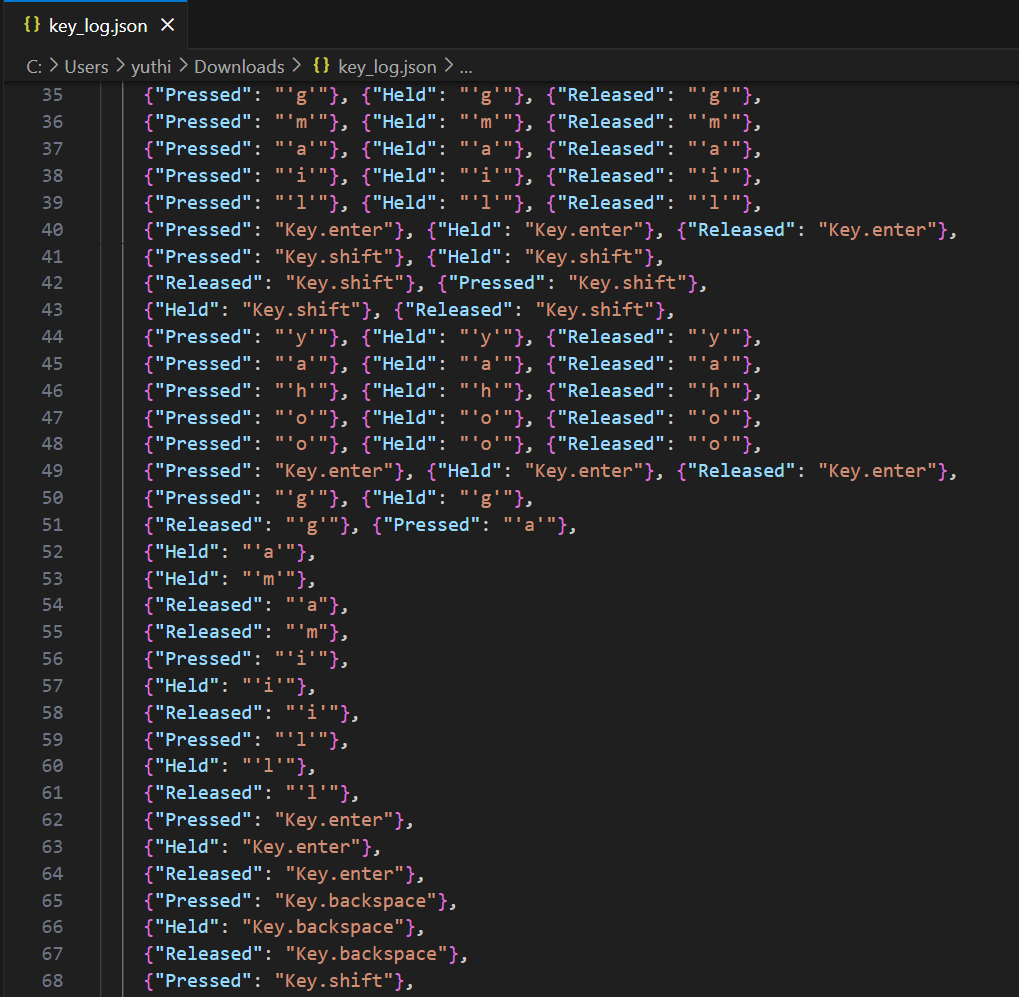 {} key_log.json ×
C: > Users > yuthi > Downloads > {} key_log.json > ...
35 {"Pressed": "'g'"}, {"Held": "'g'"}, {"Released": "'g'"},
36 {"Pressed": "'m'"}, {"Held": "'m'"}, {"Released": "'m'"},
37 {"Pressed": "'a'"}, {"Held": "'a'"}, {"Released": "'a'"},
38 {"Pressed": "'i'"}, {"Held": "'i'"}, {"Released": "'i'"},
39 {"Pressed": "'l'"}, {"Held": "'l'"}, {"Released": "'l'"},
40 {"Pressed": "Key.enter"}, {"Held": "Key.enter"}, {"Released": "Key.enter"},
41 {"Pressed": "Key.shift"}, {"Held": "Key.shift"},
42 {"Released": "Key.shift"}, {"Pressed": "Key.shift"},
43 {"Held": "Key.shift"}, {"Released": "Key.shift"},
44 {"Pressed": "'y'"}, {"Held": "'y'"}, {"Released": "'y'"},
45 {"Pressed": "'a'"}, {"Held": "'a'"}, {"Released": "'a'"},
46 {"Pressed": "'h'"}, {"Held": "'h'"}, {"Released": "'h'"},
47 {"Pressed": "'o'"}, {"Held": "'o'"}, {"Released": "'o'"},
48 {"Pressed": "'o'"}, {"Held": "'o'"}, {"Released": "'o'"},
49 {"Pressed": "Key.enter"}, {"Held": "Key.enter"}, {"Released": "Key.enter"},
50 {"Pressed": "'g'"}, {"Held": "'g'"},
51 {"Released": "'g'"}, {"Pressed": "'a'"},
52 {"Held": "'a'"},
53 {"Held": "'m'"},
54 {"Released": "'a"},
55 {"Released": "'m"},
56 {"Pressed": "'i'"},
57 {"Held": "'i'"},
58 {"Released": "'i'"},
59 {"Pressed": "'l'"},
60 {"Held": "'l'"},
61 {"Released": "'l'"},
62 {"Pressed": "Key.enter"},
63 {"Held": "Key.enter"},
64 {"Released": "Key.enter"},
65 {"Pressed": "Key.backspace"},
66 {"Held": "Key.backspace"},
67 {"Released": "Key.backspace"},
68 {"Pressed": "Key.shift"},